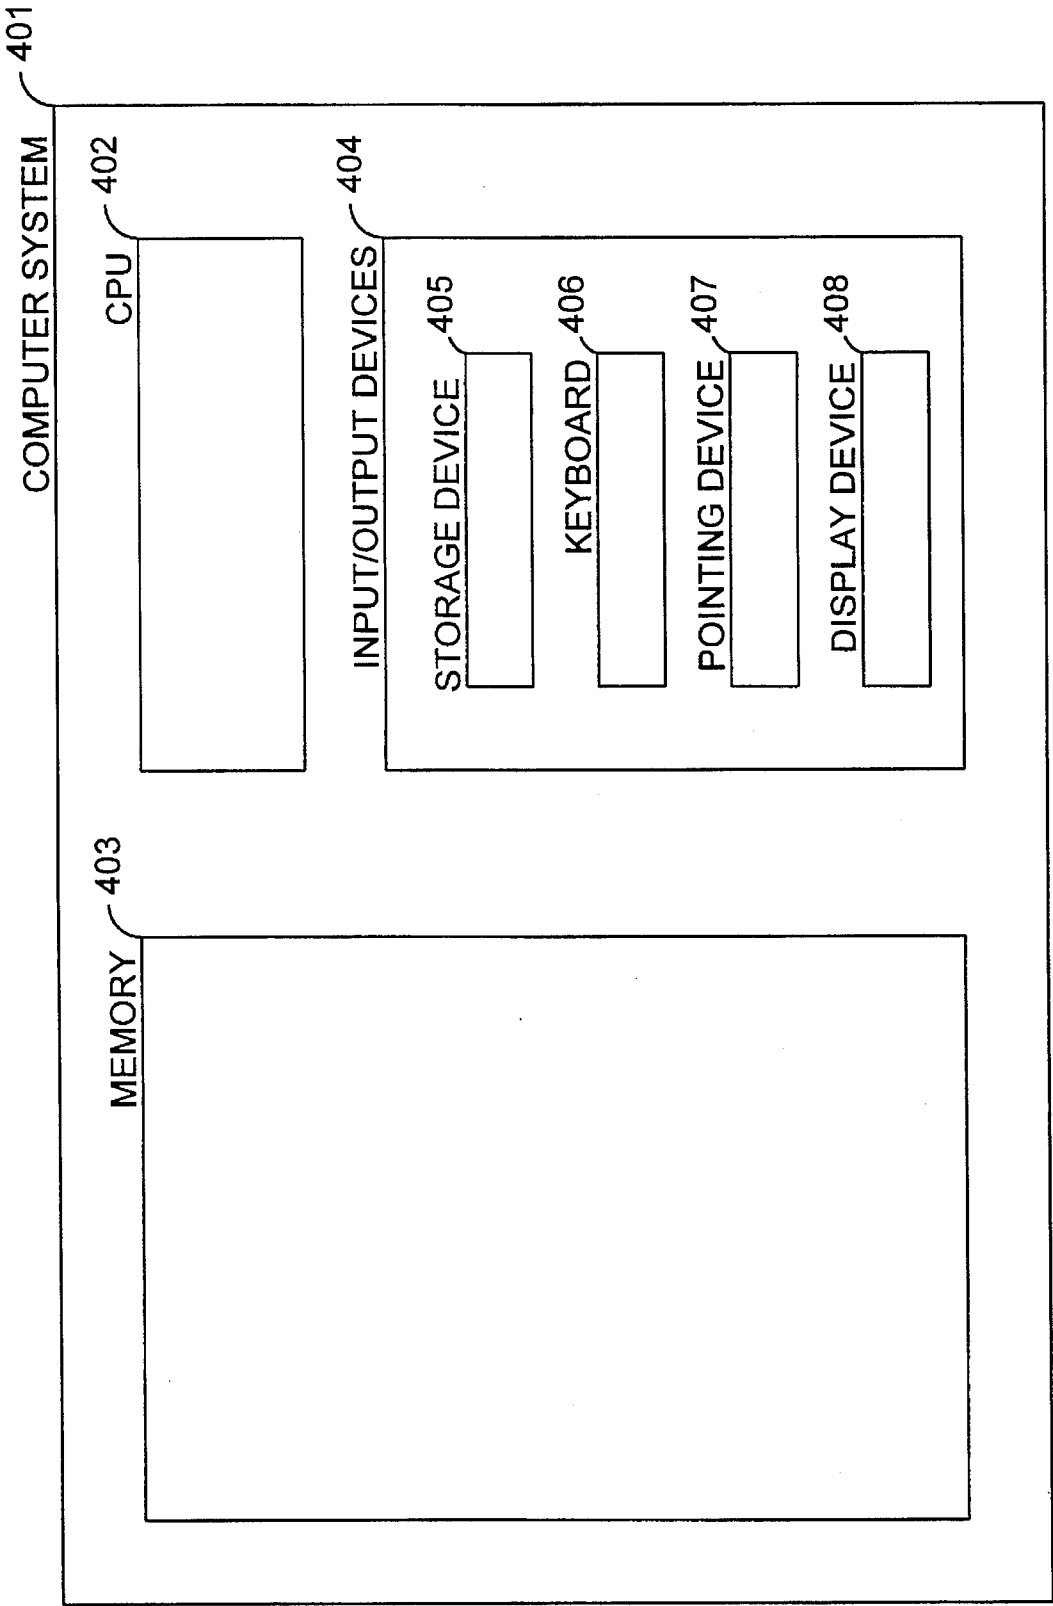 COMPUTER SYSTEM
401
MEMORY
403
CPU
402
INPUT/OUTPUT DEVICES
404
STORAGE DEVICE
405
KEYBOARD
406
POINTING DEVICE
407
DISPLAY DEVICE
408